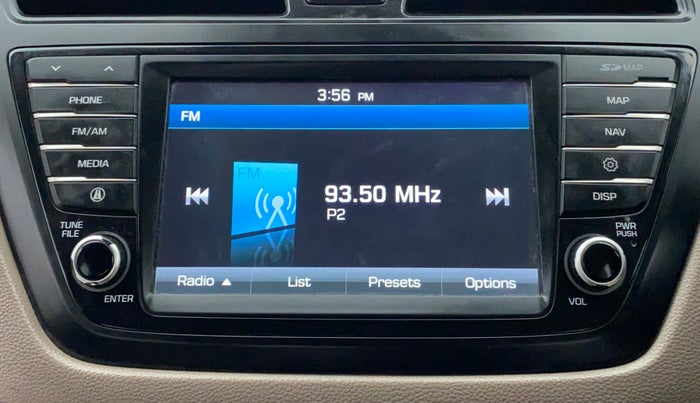 3:56 PM
FM
FM
93.50 MHz
P2
Radio ▲ List Presets Options
PHONE
FM/AM
MEDIA
TUNE
FILE
ENTER
SD MAP
MAP
NAV
DISP
PWR
PUSH
VOL